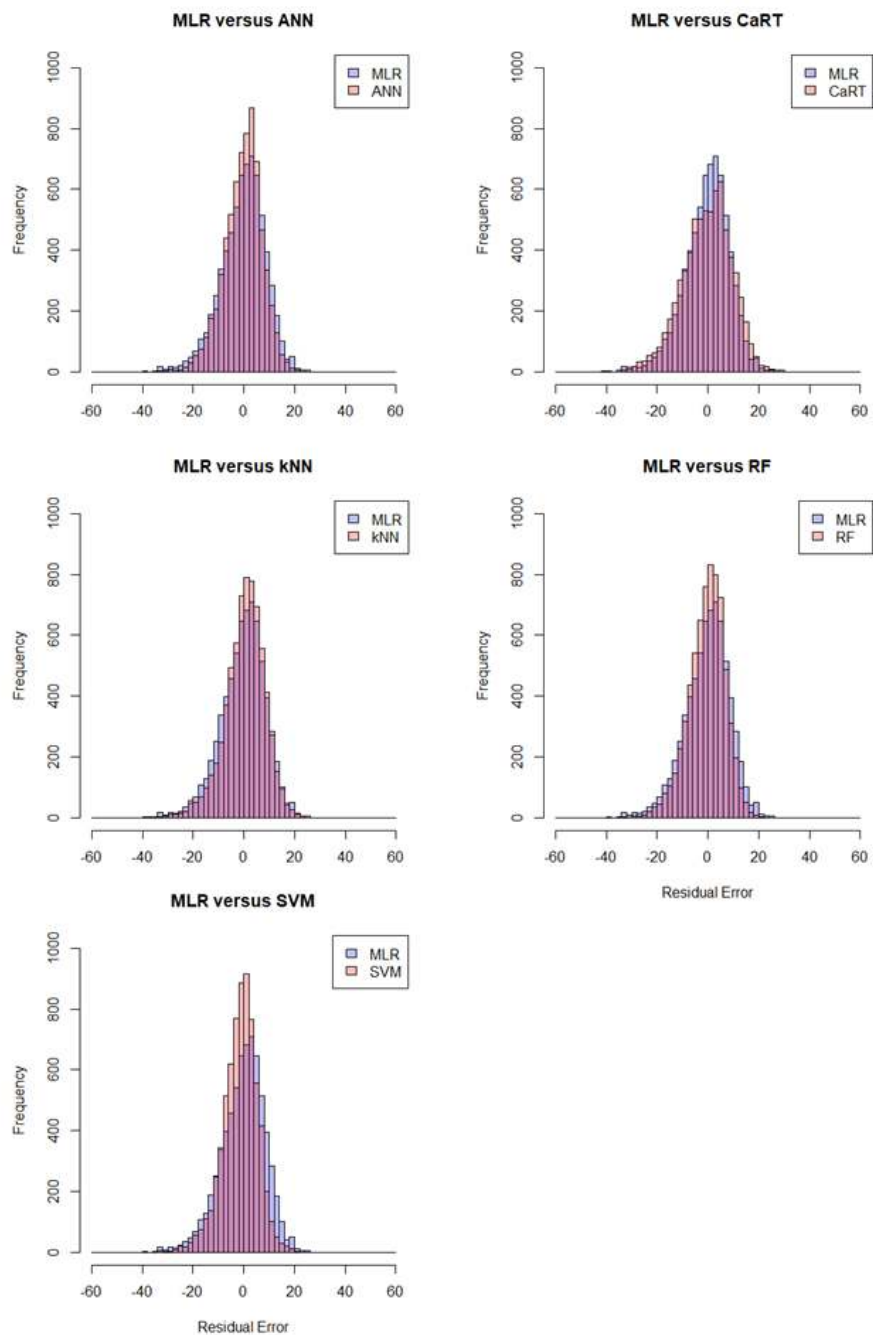 MLR versus ANN
MLR
ANN
Frequency
1000
800
600
400
200
0
-60 -40 -20 0 20 40 60
MLR versus CaRT
MLR
CaRT
Frequency
1000
800
600
400
200
0
-60 -40 -20 0 20 40 60
MLR versus kNN
MLR
kNN
Frequency
1000
800
600
400
200
0
-60 -40 -20 0 20 40 60
MLR versus RF
MLR
RF
Frequency
1000
800
600
400
200
0
-60 -40 -20 0 20 40 60
Residual Error
MLR versus SVM
MLR
SVM
Frequency
1000
800
600
400
200
0
-60 -40 -20 0 20 40 60
Residual Error